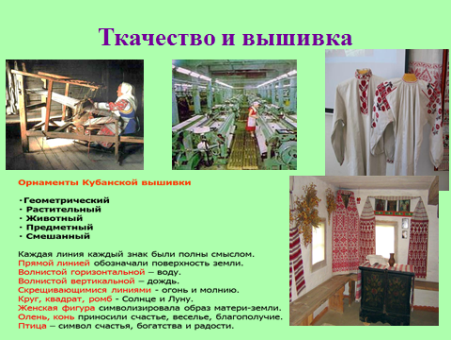 Ткачество и вышивка
Орнаменты Кубанской вышивки
·Геометрический
· Растительный
· Животный
· Предметный
· Смешанный
Каждая линия каждый знак были полны смыслом.
Прямой линией обозначали поверхность земли.
Волнистой горизонтальной – воду.
Волнистой вертикальной – дождь.
Скрещивающимися линиями - огонь и молнию.
Круг, квадрат, ромб - Солнце и Луну.
Женская фигура символизировала образ матери-земли.
Олень, конь приносили счастье, веселье, благополучие.
Птица – символ счастья, богатства и радости.